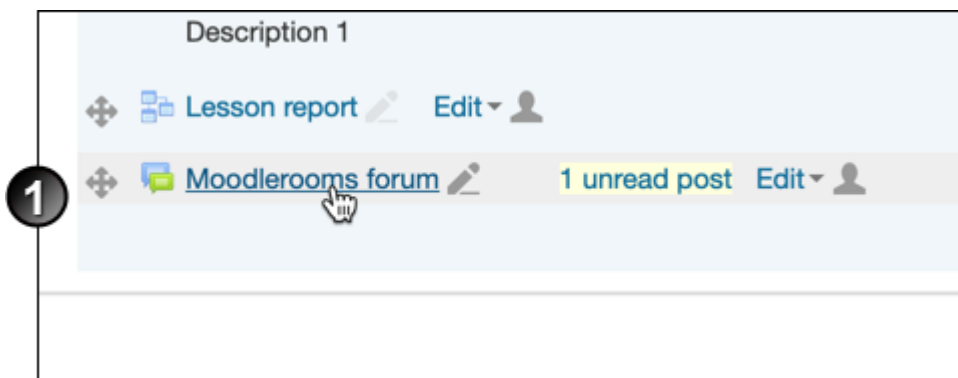 Description 1
Lesson report Edit
1 Moodlerooms forum 1 unread post Edit